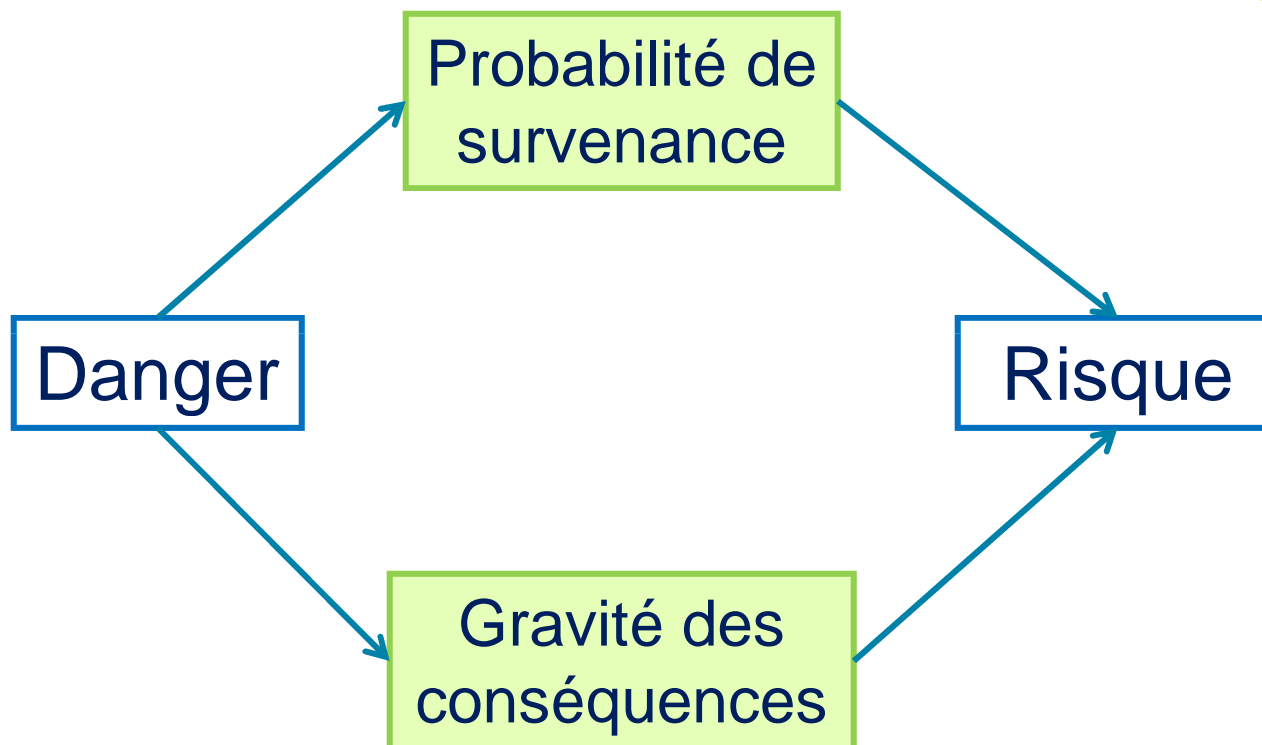 Probabilité de
survenance
Danger
Risque
Gravité des
conséquences